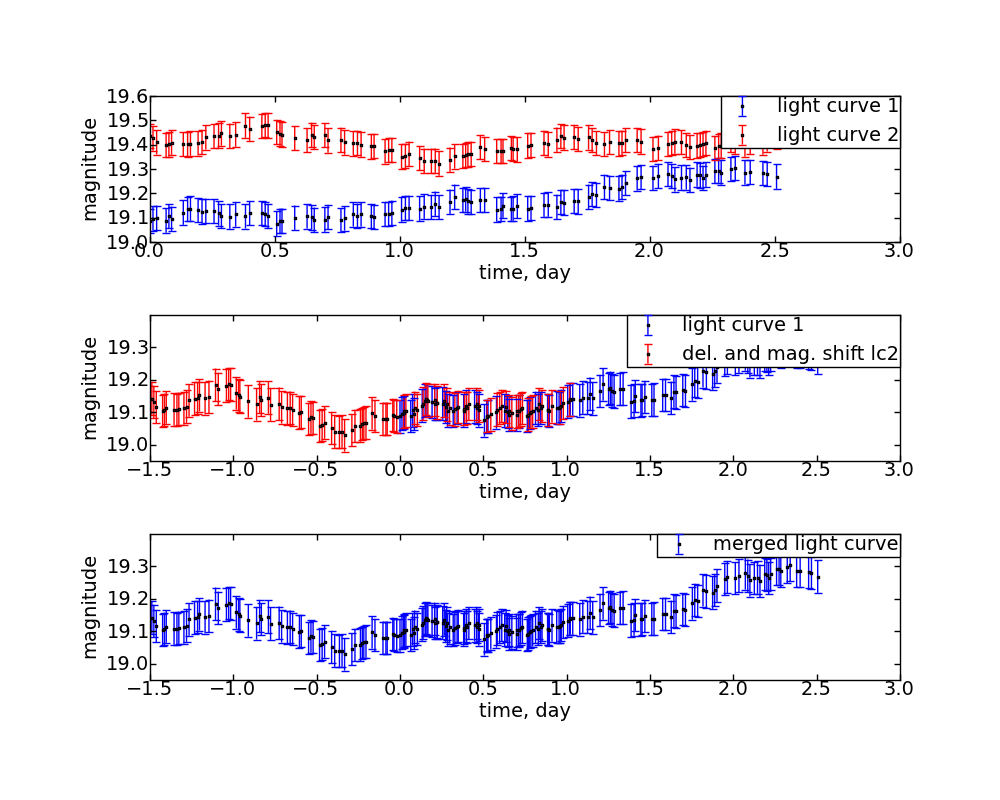 19.6
19.5
19.4
19.3
19.2
19.1
19.0
magnitude
light curve 1
light curve 2
0.0 0.5 1.0 1.5 2.0 2.5 3.0
time, day
19.3
19.2
19.1
19.0
magnitude
light curve 1
del. and mag. shift lc2
−1.5 −1.0 −0.5 0.0 0.5 1.0 1.5 2.0 2.5 3.0
time, day
19.3
19.2
19.1
19.0
magnitude
merged light curve
−1.5 −1.0 −0.5 0.0 0.5 1.0 1.5 2.0 2.5 3.0
time, day